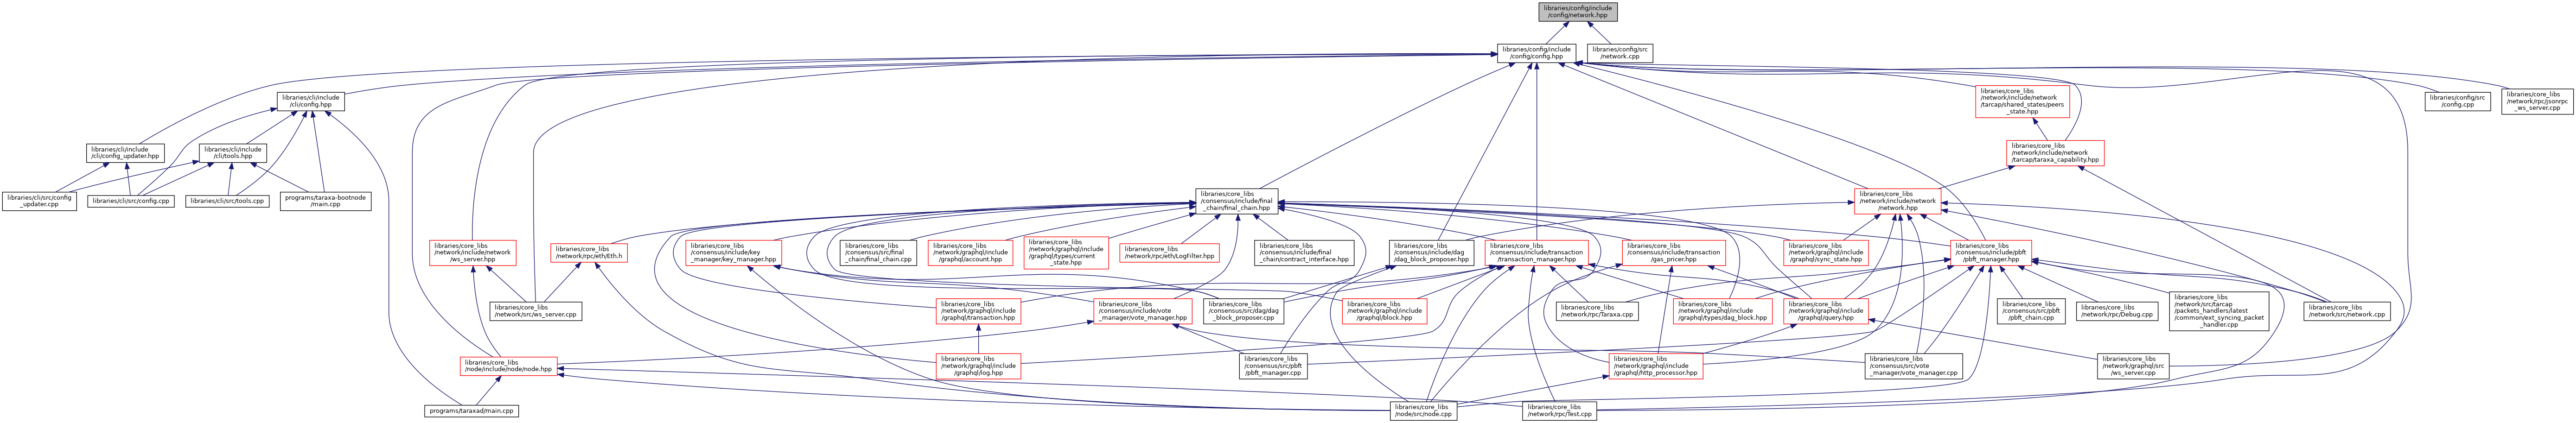 libraries/config/include
/config/network.hpp
libraries/config/include
/config/config.hpp
libraries/config/src
/network.cpp
libraries/cli/include
/cli/config.hpp
libraries/core_libs
/network/include/network
/tarcap/shared_states/peers
_state.hpp
libraries/config/src
/config.cpp
libraries/core_libs
/network/rpc/jsonrpc
_ws_server.cpp
libraries/cli/include
/cli/config_updater.hpp
libraries/cli/include
/cli/tools.hpp
libraries/core_libs
/network/include/network
/tarcap/taraxa_capability.hpp
libraries/cli/src/config
_updater.cpp
libraries/cli/src/config.cpp
libraries/cli/src/tools.cpp
programs/taraxa-bootnode
/main.cpp
libraries/core_libs
/consensus/include/final
_chain/final_chain.hpp
libraries/core_libs
/network/include/network
/network.hpp
libraries/core_libs
/network/include/network
/ws_server.hpp
libraries/core_libs
/network/rpc/eth/Eth.h
libraries/core_libs
/consensus/include/key
_manager/key_manager.hpp
libraries/core_libs
/consensus/src/final
_chain/final_chain.cpp
libraries/core_libs
/network/graphql/include
/graphql/account.hpp
libraries/core_libs
/network/graphql/include
/graphql/types/current
_state.hpp
libraries/core_libs
/network/rpc/eth/LogFilter.hpp
libraries/core_libs
/consensus/include/final
_chain/contract_interface.hpp
libraries/core_libs
/consensus/include/dag
/dag_block_proposer.hpp
libraries/core_libs
/consensus/include/transaction
/transaction_manager.hpp
libraries/core_libs
/consensus/include/transaction
/gas_pricer.hpp
libraries/core_libs
/network/graphql/include
/graphql/sync_state.hpp
libraries/core_libs
/consensus/include/pbft
/pbft_manager.hpp
libraries/core_libs
/network/src/ws_server.cpp
libraries/core_libs
/network/graphql/include
/graphql/transaction.hpp
libraries/core_libs
/consensus/include/vote
_manager/vote_manager.hpp
libraries/core_libs
/consensus/src/dag/dag
_block_proposer.cpp
libraries/core_libs
/network/graphql/include
/graphql/block.hpp
libraries/core_libs
/network/rpc/Taraxa.cpp
libraries/core_libs
/network/graphql/include
/graphql/types/dag_block.hpp
libraries/core_libs
/network/graphql/include
/graphql/query.hpp
libraries/core_libs
/consensus/src/pbft
/pbft_chain.cpp
libraries/core_libs
/network/rpc/Debug.cpp
libraries/core_libs
/network/src/tarcap
/packets_handlers/latest
/common/ext_syncing_packet
_handler.cpp
libraries/core_libs
/network/src/network.cpp
libraries/core_libs
/node/include/node/node.hpp
libraries/core_libs
/network/graphql/include
/graphql/log.hpp
libraries/core_libs
/consensus/src/pbft
/pbft_manager.cpp
libraries/core_libs
/network/graphql/include
/graphql/http_processor.hpp
libraries/core_libs
/consensus/src/vote
_manager/vote_manager.cpp
libraries/core_libs
/network/graphql/src
/ws_server.cpp
programs/taraxad/main.cpp
libraries/core_libs
/node/src/node.cpp
libraries/core_libs
/network/rpc/Test.cpp